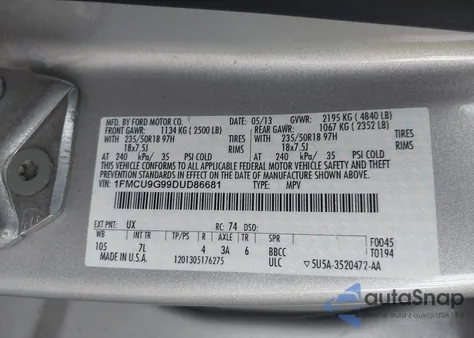 MFD. BY FORD MOTOR CO. 05/13 GVWR: 2195 KG (4840 LB)
FRONT GAWR: 1134 KG (2500 LB) REAR GAWR: 1067 KG (2352 LB)
WITH 235/50R18 97H TIRES WITH 235/50R18 97H TIRES
18x7.5J RIMS 18x7.5J RIMS
AT 240 kPa/ 35 PSI COLD AT 240 kPa/ 35 PSI COLD
THIS VEHICLE CONFORMS TO ALL APPLICABLE FEDERAL MOTOR VEHICLE
SAFETY AND THEFT PREVENTION STANDARDS IN EFFECT ON THE DATE OF
MANUFACTURE SHOWN ABOVE.
VIN: 1FMCU9G99DUD86681 TYPE: MPV
EXT PNT: UX RC: 74 DSO: F0045
WB TP/PS R AXLE TR SPR T0194
105 7L 4 3A 6 BBCC
MADE IN U.S.A. 1201305176275 ULC 5U5A-3520472-AA
autoSnap
Largest Auction USA / EU